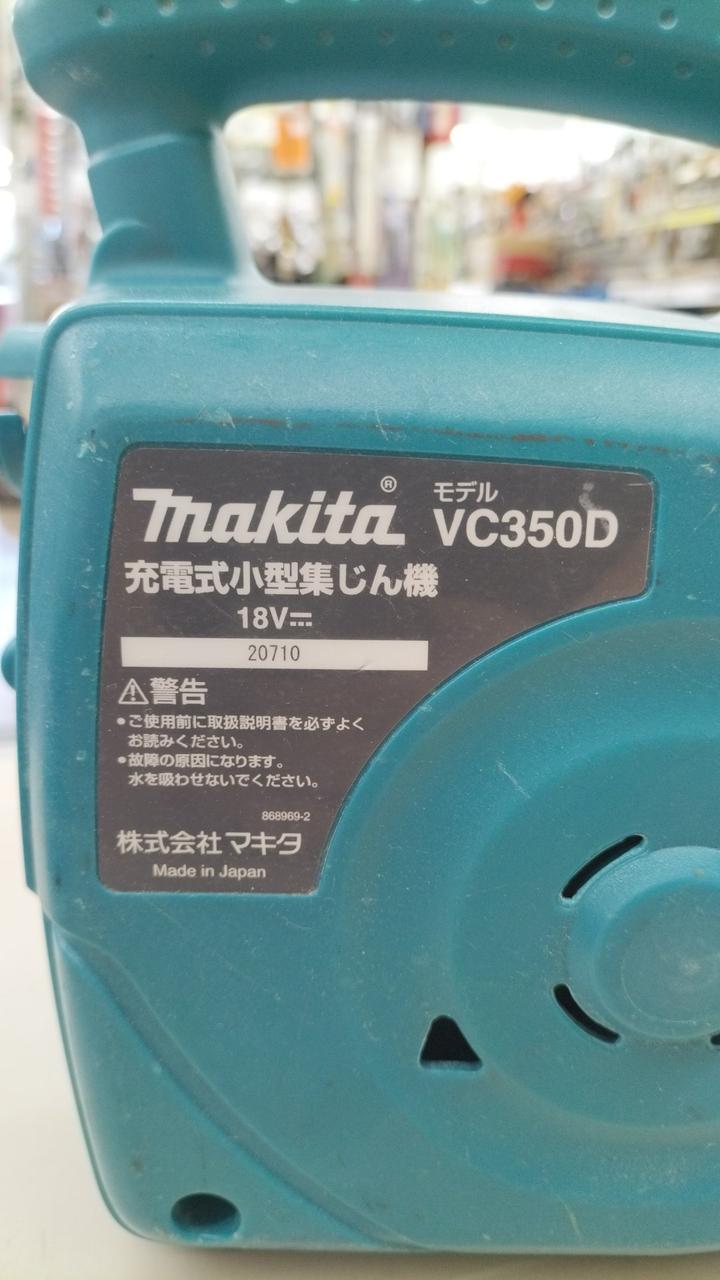 makita®
モデル
VC350D
充電式小型集じん機
18V⎓
20710
⚠警告
•ご使用前に取扱説明書を必ずよく
お読みください。
•故障の原因になります。
水を吸わせないでください。
868969-2
株式会社マキタ
Made in Japan